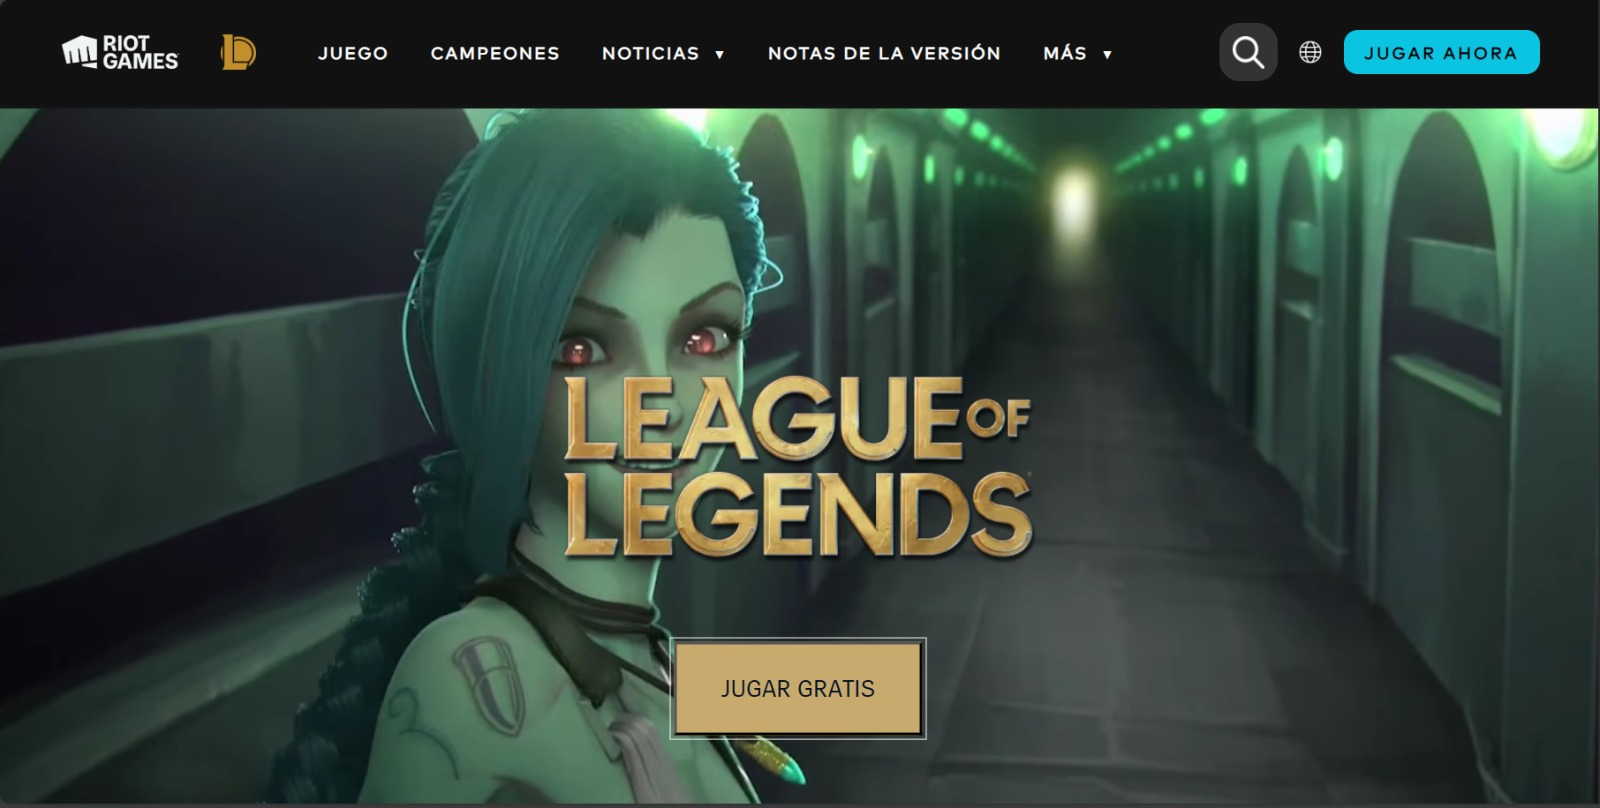 RIOT
GAMES
JUEGO
CAMPEONES
NOTICIAS ▼
NOTAS DE LA VERSIÓN
MÁS ▼
JUGAR AHORA
LEAGUE OF
LEGENDS
JUGAR GRATIS